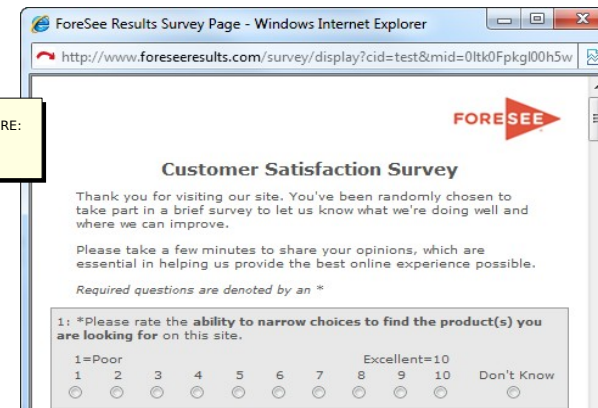 ForeSee Results Survey Page - Windows Internet Explorer
http://www.foreseeresults.com/survey/display?cid=test&mid=0ltk0Fpkgl00h5w
RE:
FORESEE
Customer Satisfaction Survey
Thank you for visiting our site. You've been randomly chosen to
take part in a brief survey to let us know what we're doing well and
where we can improve.
Please take a few minutes to share your opinions, which are
essential in helping us provide the best online experience possible.
Required questions are denoted by an *
1: *Please rate the ability to narrow choices to find the product(s) you
are looking for on this site.
1=Poor Excellent=10
1 2 3 4 5 6 7 8 9 10 Don't Know